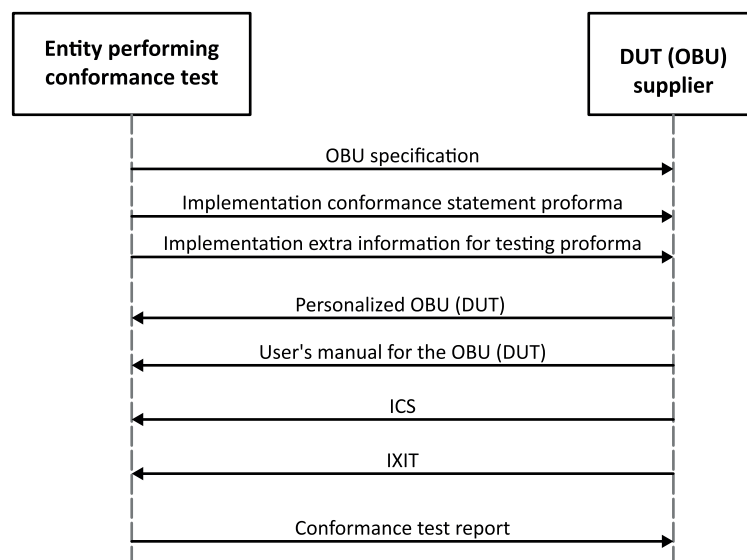 Entity performing
conformance test
DUT (OBU)
supplier
OBU specification
Implementation conformance statement proforma
Implementation extra information for testing proforma
Personalized OBU (DUT)
User's manual for the OBU (DUT)
ICS
IXIT
Conformance test report